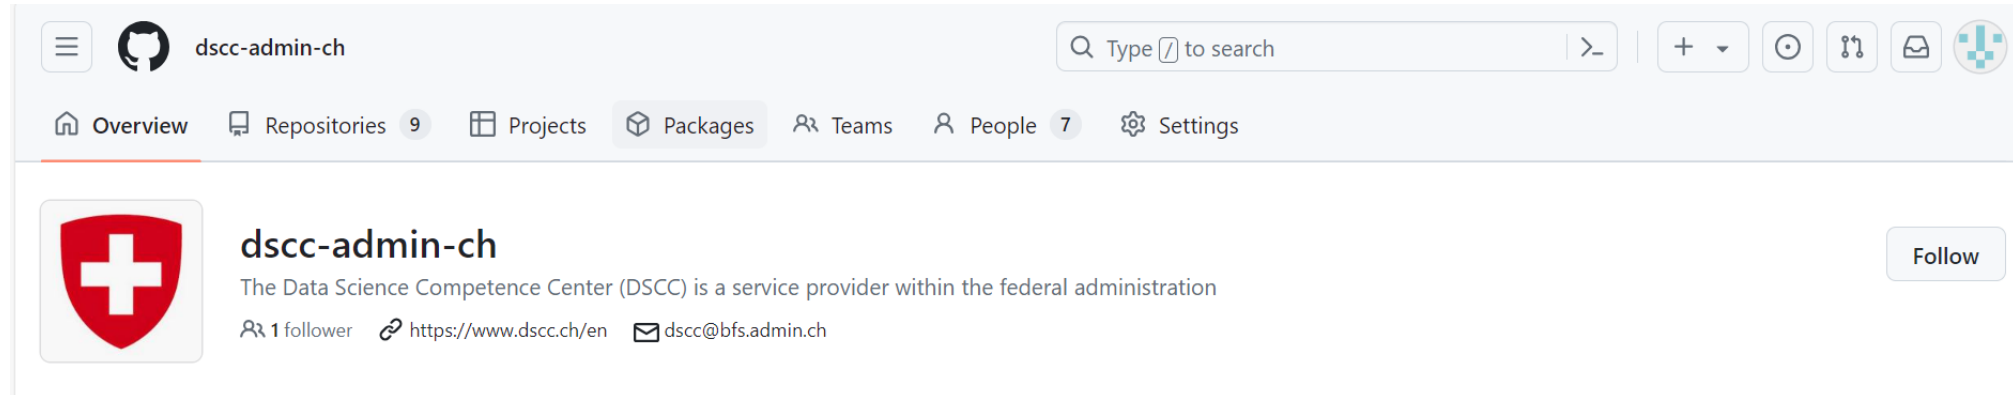 dscc-admin-ch
Type / to search
Overview Repositories 9 Projects Packages Teams People 7 Settings
dscc-admin-ch
Follow
The Data Science Competence Center (DSCC) is a service provider within the federal administration
1 follower https://www.dscc.ch/en dscc@bfs.admin.ch